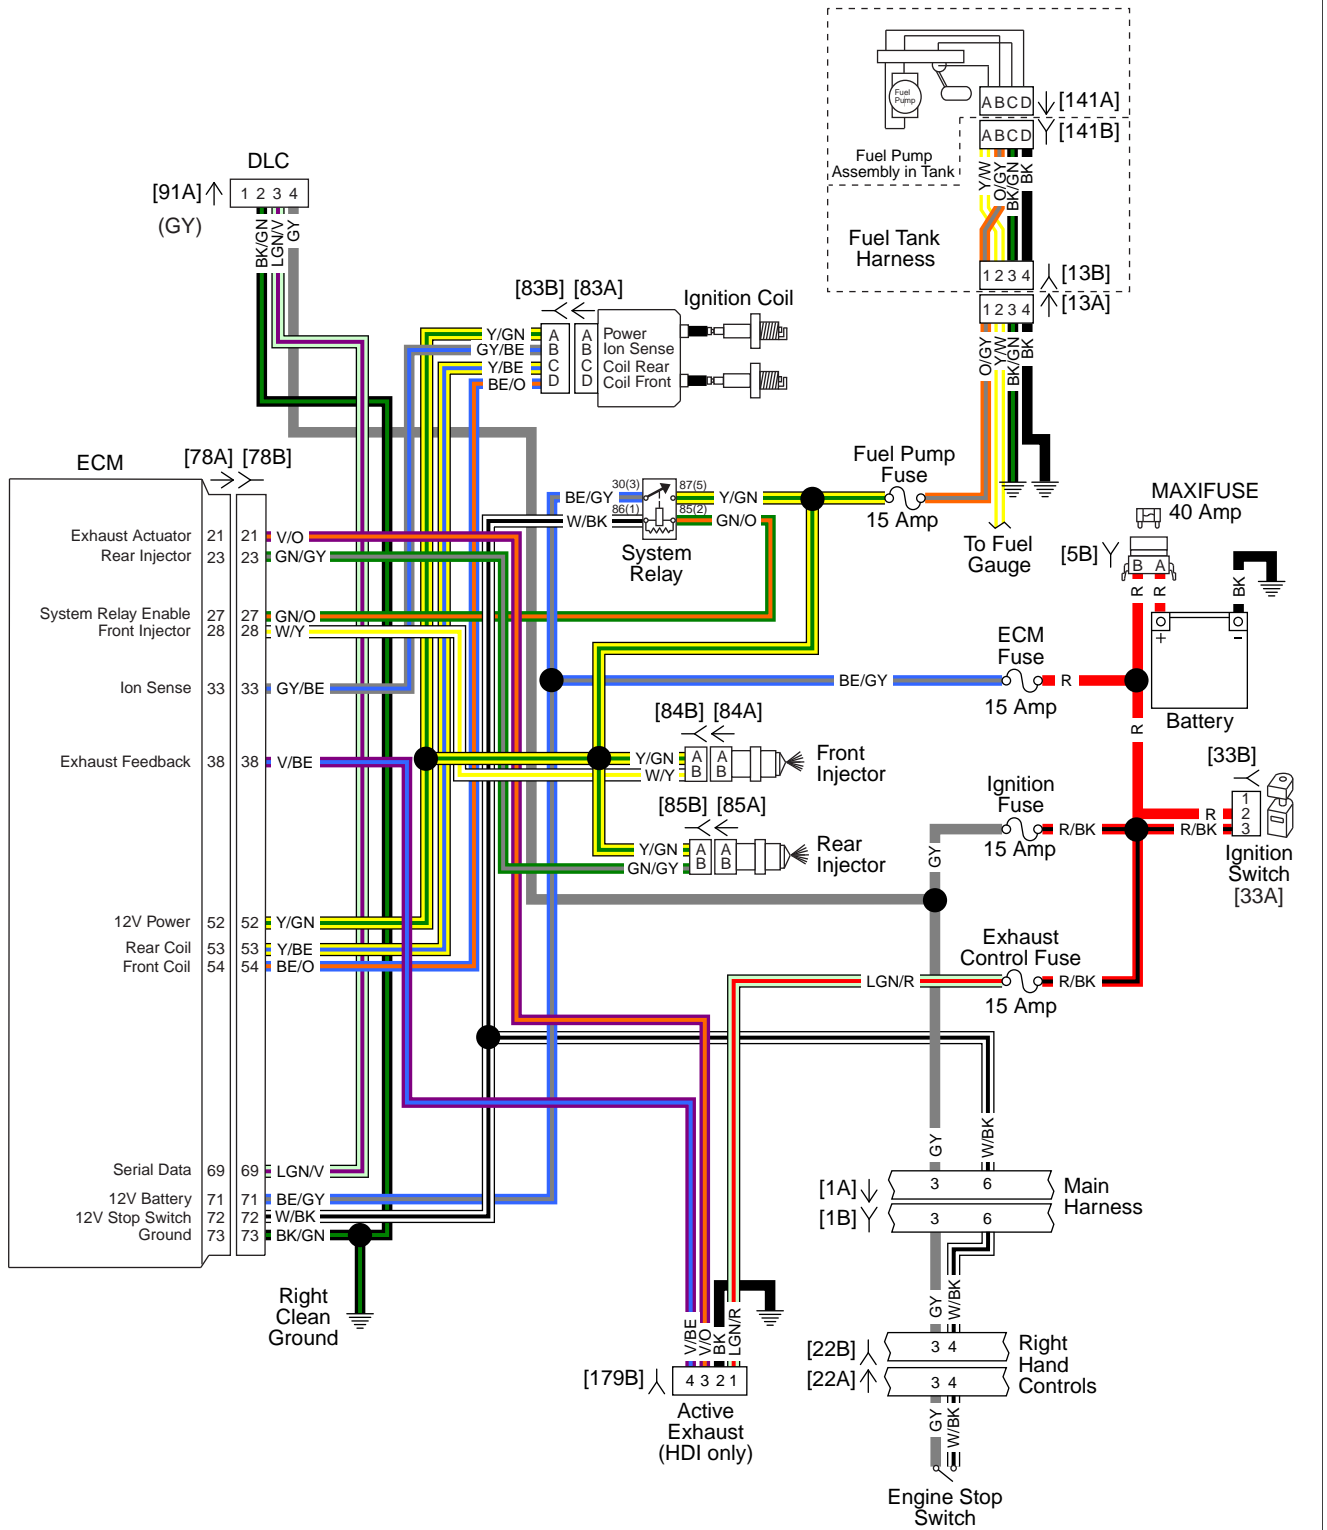 Fuel
Pump
A B C D
[141A]
A B C D
[141B]
Fuel Pump
Assembly in Tank
Y/W
O/GY
BK/GN
BK
Fuel Tank
Harness
1 2 3 4
[13B]
1 2 3 4
[13A]
O/GY
Y/W
BK/GN
BK
DLC
[91A]
1 2 3 4
(GY)
BK/GN
LGN/V
GY
[83B] [83A]
Ignition Coil
Y/GN A A Power
GY/BE B B Ion Sense
Y/BE C C Coil Rear
BE/O D D Coil Front
ECM
[78A] [78B]
Fuel Pump
Fuse
15 Amp
To Fuel
Gauge
30(3) 87(5)
BE/GY Y/GN
86(1) 85(2)
W/BK GN/O
System
Relay
MAXIFUSE
40 Amp
[5B]
B A
R R
BK
+ -
Battery
Exhaust Actuator 21 21 V/O
Rear Injector 23 23 GN/GY
System Relay Enable 27 27 GN/O
Front Injector 28 28 W/Y
Ion Sense 33 33 GY/BE
Exhaust Feedback 38 38 V/BE
12V Power 52 52 Y/GN
Rear Coil 53 53 Y/BE
Front Coil 54 54 BE/O
Serial Data 69 69 LGN/V
12V Battery 71 71 BE/GY
12V Stop Switch 72 72 W/BK
Ground 73 73 BK/GN
Right
Clean
Ground
ECM
Fuse
BE/GY
R
15 Amp
R
[84B] [84A]
Y/GN A A
W/Y B B
Front
Injector
[85B] [85A]
Y/GN A A
GN/GY B B
Rear
Injector
Ignition
Fuse
R/BK
15 Amp
GY
[33B]
1
R 2
R/BK 3
Ignition
Switch
[33A]
Exhaust
Control Fuse
LGN/R
R/BK
15 Amp
GY
W/BK
[1A] 3 6
Main
Harness
[1B] 3 6
GY
W/BK
[22B] 3 4
Right
Hand
Controls
[22A] 3 4
GY
W/BK
Engine Stop
Switch
V/BE
V/O
BK
LGN/R
[179B] 4 3 2 1
Active
Exhaust
(HDI only)